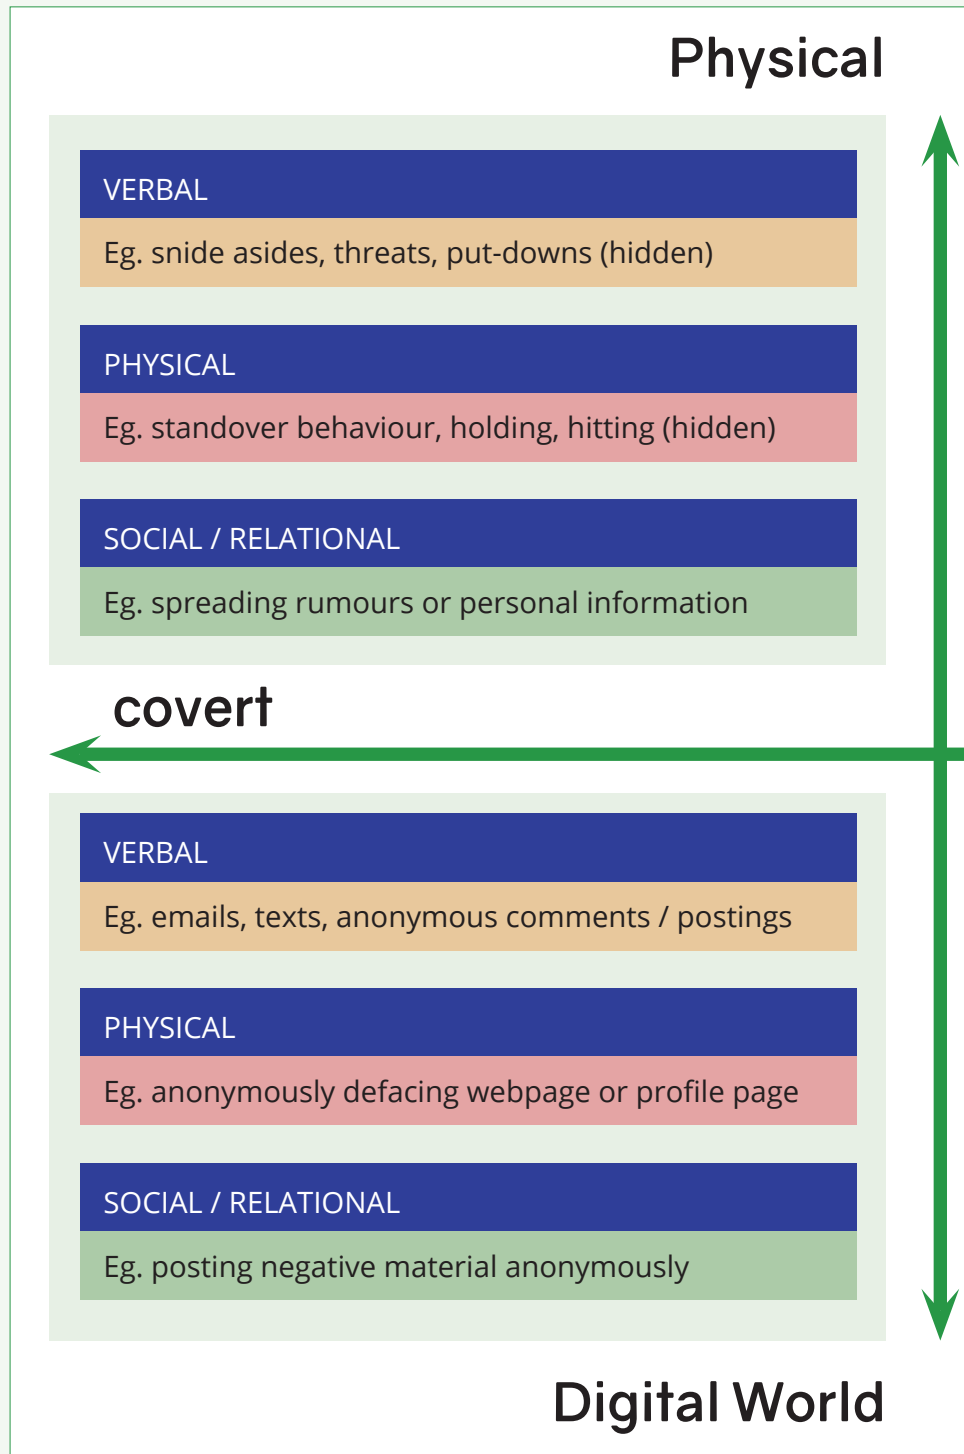 Physical
VERBAL
Eg. snide asides, threats, put-downs (hidden)
PHYSICAL
Eg. standover behaviour, holding, hitting (hidden)
SOCIAL / RELATIONAL
Eg. spreading rumours or personal information
covert
VERBAL
Eg. emails, texts, anonymous comments / postings
PHYSICAL
Eg. anonymously defacing webpage or profile page
SOCIAL / RELATIONAL
Eg. posting negative material anonymously
Digital World